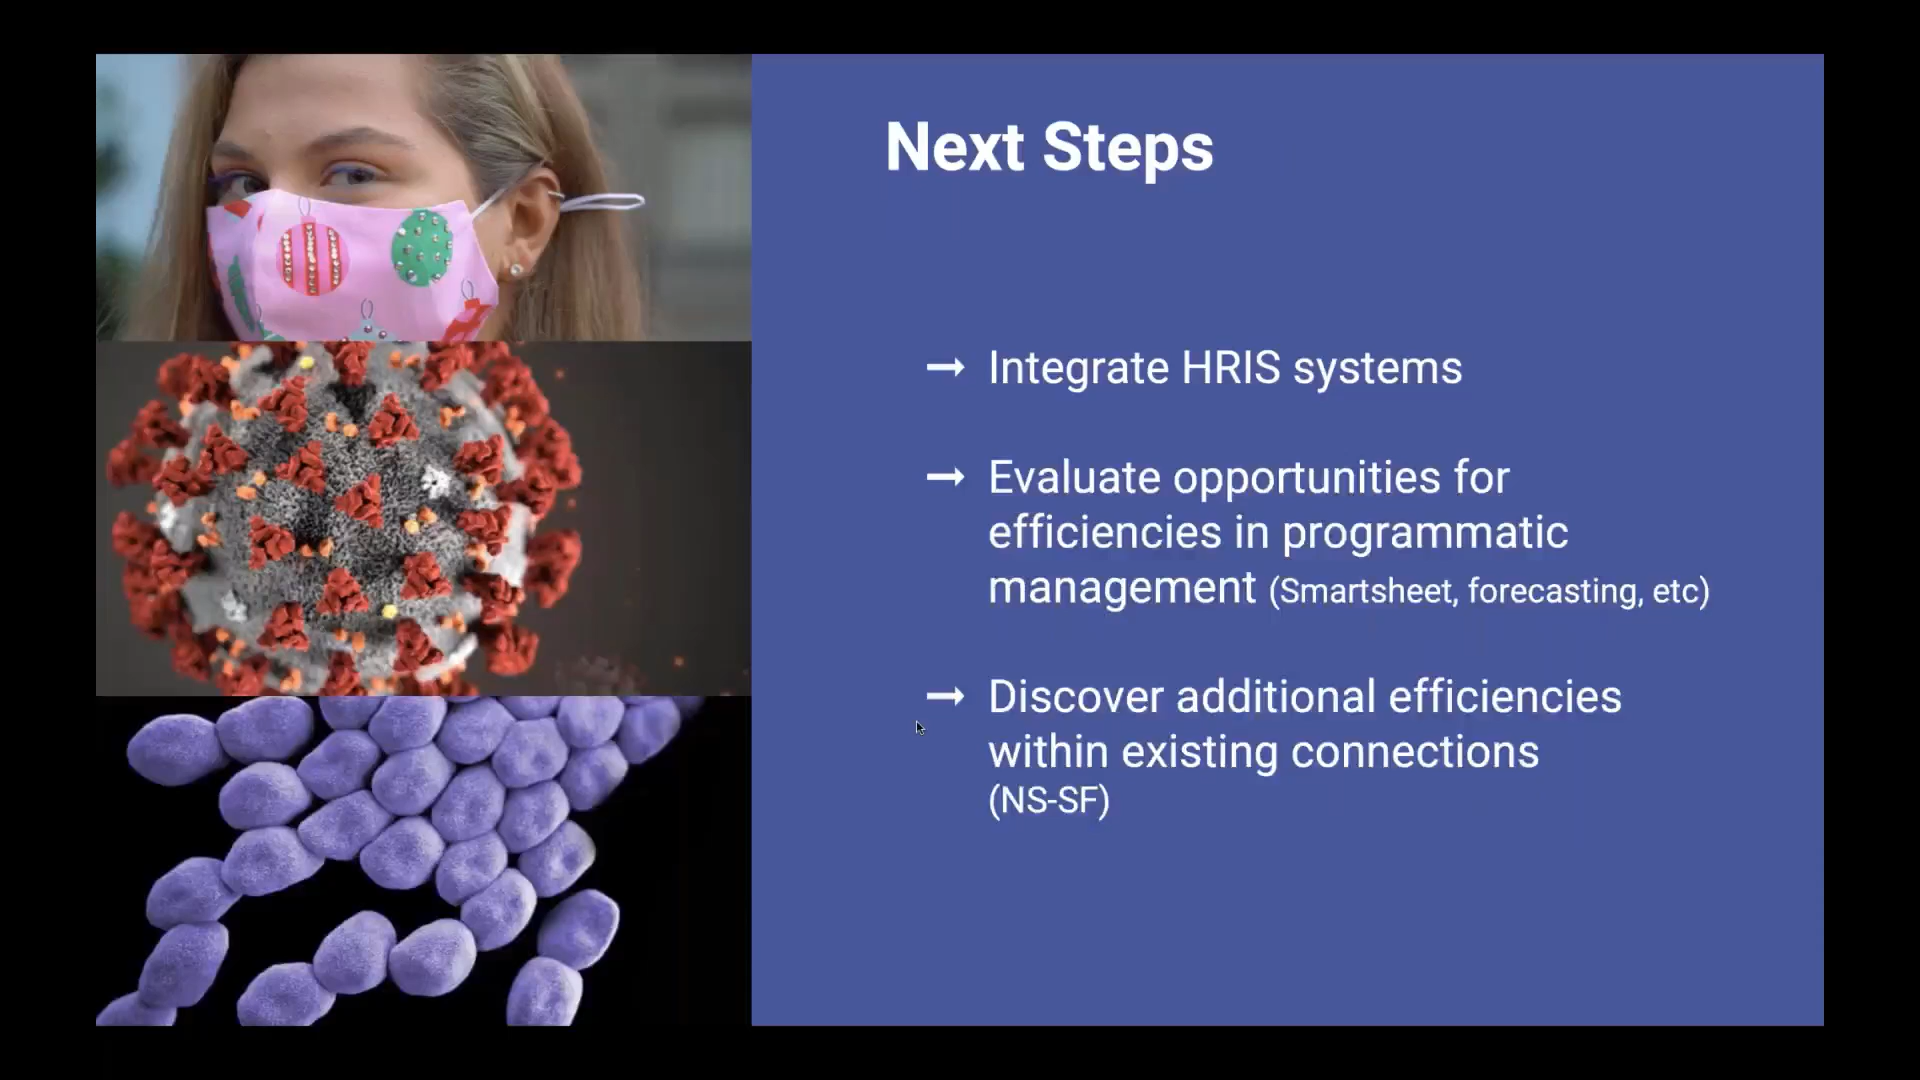 Next Steps
→ Integrate HRIS systems
→ Evaluate opportunities for
efficiencies in programmatic
management (Smartsheet, forecasting, etc)
→ Discover additional efficiencies
within existing connections
(NS-SF)